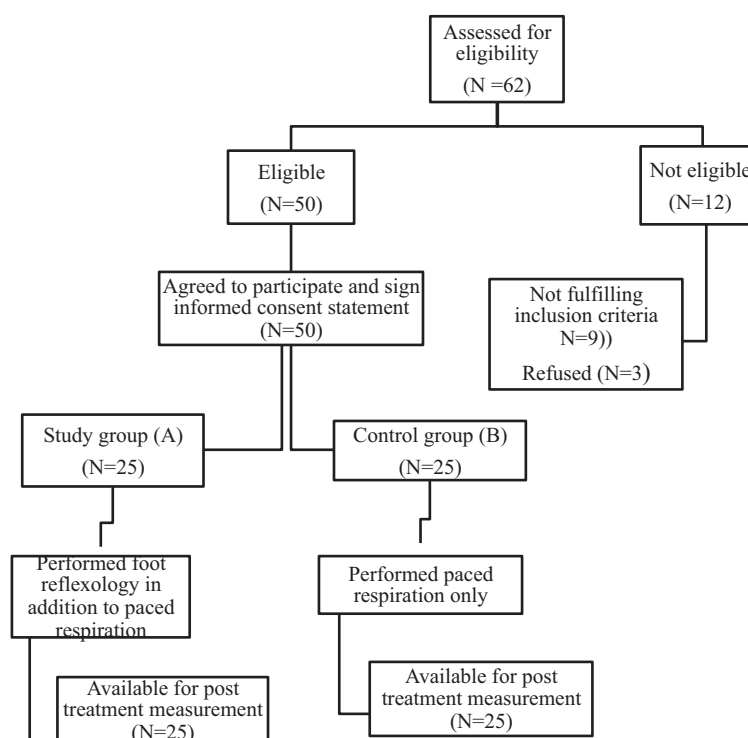 Assessed for
eligibility
(N =62)
Eligible
(N=50)
Not eligible
(N=12)
Agreed to participate and sign
informed consent statement
(N=50)
Not fulfilling
inclusion criteria
N=9))
Refused (N=3)
Study group (A)
(N=25)
Control group (B)
(N=25)
Performed foot
reflexology in
addition to paced
respiration
Performed paced
respiration only
Available for post
treatment measurement
(N=25)
Available for post
treatment measurement
(N=25)